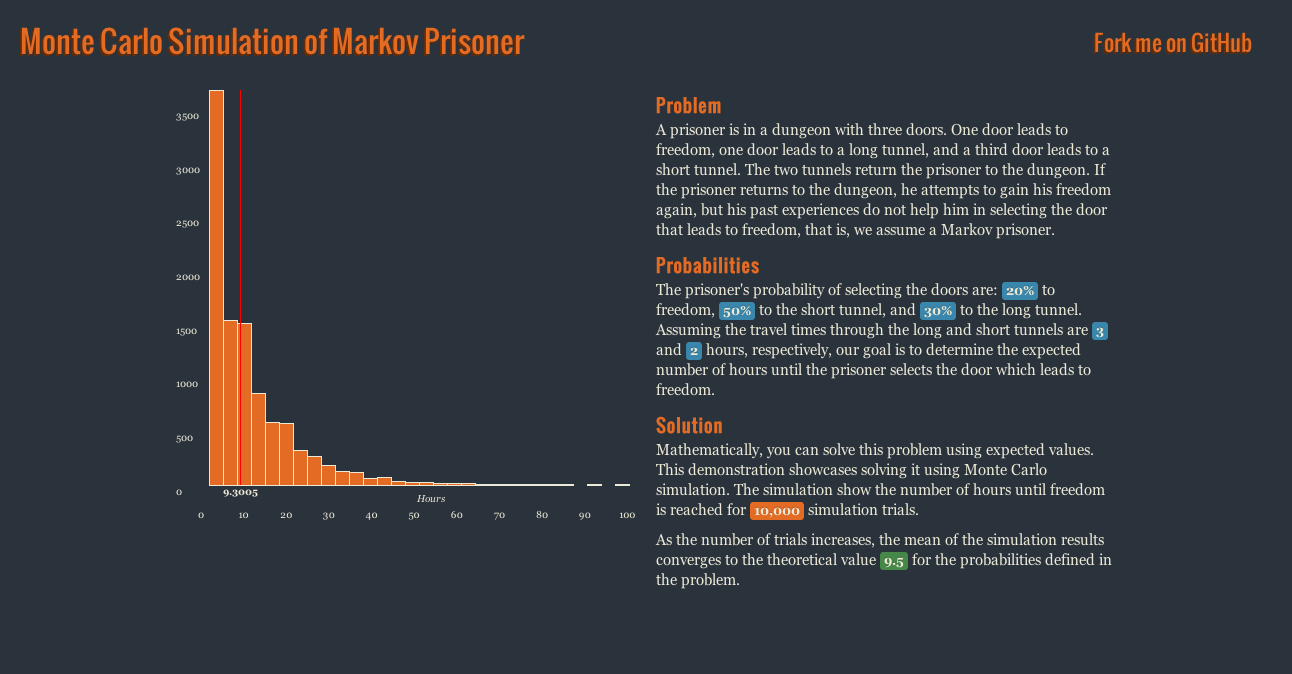 Monte Carlo Simulation of Markov Prisoner
Fork me on GitHub
3500
3000
2500
2000
1500
1000
500
0
9.3005
Hours
0 10 20 30 40 50 60 70 80 90 100
Problem
A prisoner is in a dungeon with three doors. One door leads to
freedom, one door leads to a long tunnel, and a third door leads to a
short tunnel. The two tunnels return the prisoner to the dungeon. If
the prisoner returns to the dungeon, he attempts to gain his freedom
again, but his past experiences do not help him in selecting the door
that leads to freedom, that is, we assume a Markov prisoner.
Probabilities
The prisoner's probability of selecting the doors are: 20% to
freedom, 50% to the short tunnel, and 30% to the long tunnel.
Assuming the travel times through the long and short tunnels are 3
and 2 hours, respectively, our goal is to determine the expected
number of hours until the prisoner selects the door which leads to
freedom.
Solution
Mathematically, you can solve this problem using expected values.
This demonstration showcases solving it using Monte Carlo
simulation. The simulation show the number of hours until freedom
is reached for 10,000 simulation trials.
As the number of trials increases, the mean of the simulation results
converges to the theoretical value 9.5 for the probabilities defined in
the problem.